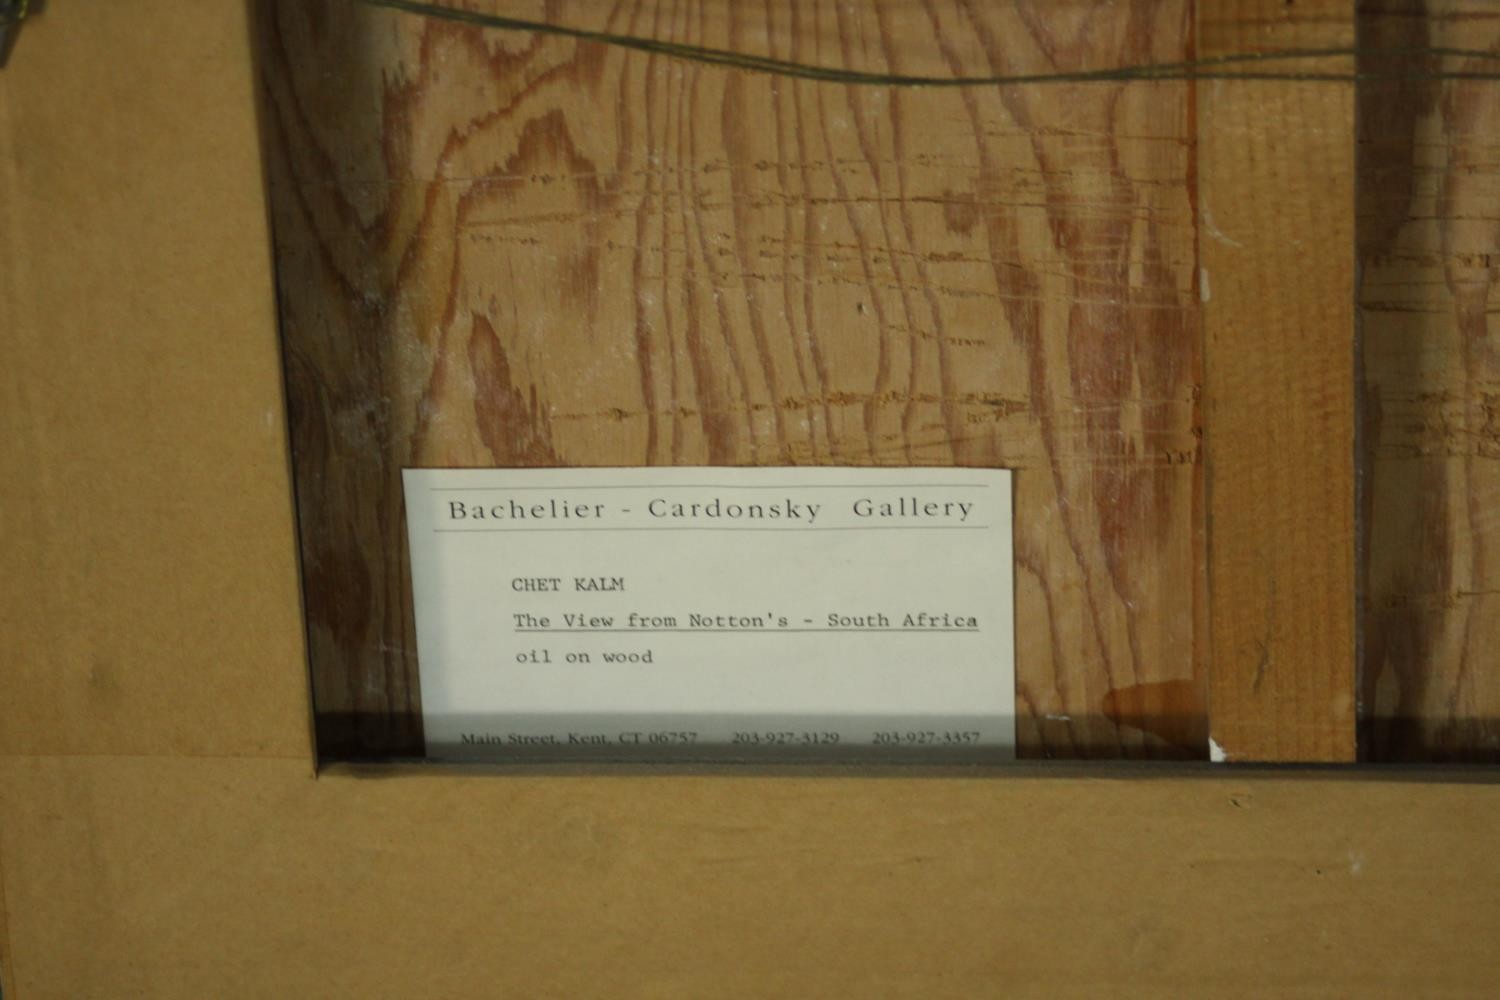 Bachelier - Cardonsky Gallery
CHET KALM
The View from Notton's - South Africa
oil on wood
Main Street, Kent, CT 06757 203-927-3129 203-927-3357